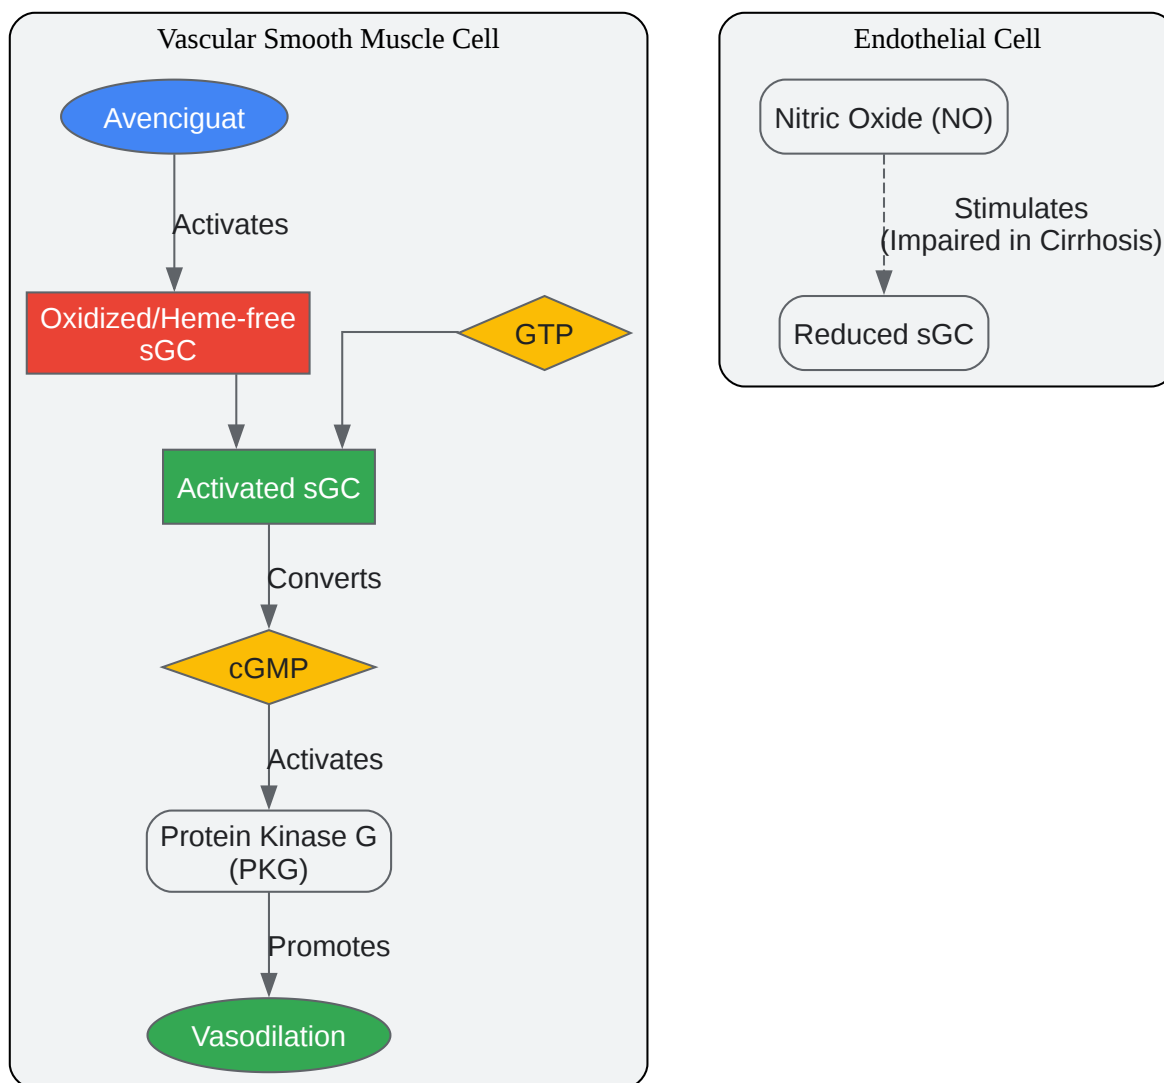 Vascular Smooth Muscle Cell
Avenciguat
Activates
Oxidized/Heme-free
sGC
GTP
Activated sGC
Converts
cGMP
Activates
Protein Kinase G
(PKG)
Promotes
Vasodilation
Endothelial Cell
Nitric Oxide (NO)
Stimulates
(Impaired in Cirrhosis)
Reduced sGC